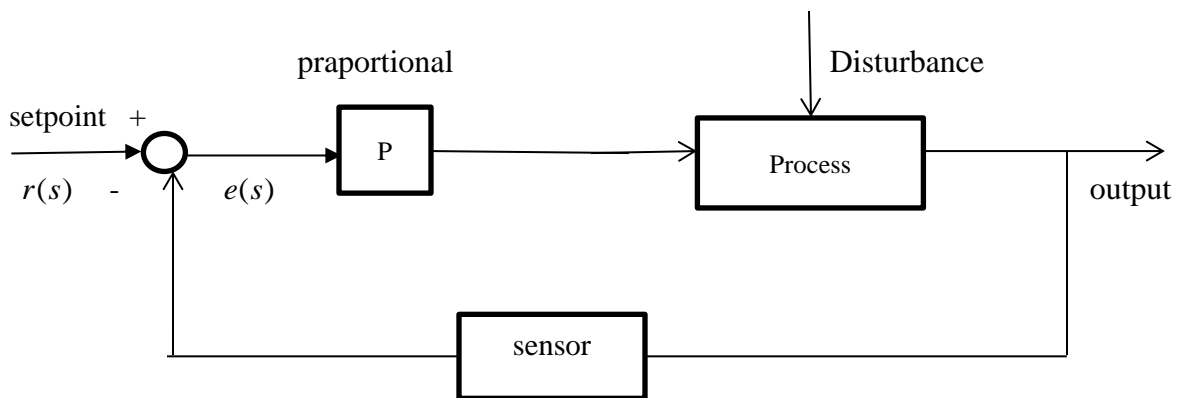 praportional
Disturbance
setpoint +
P
Process
r(s) - e(s)
output
sensor